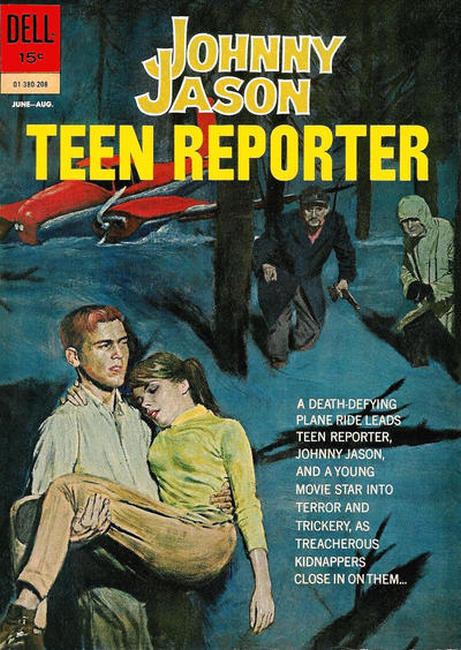 DELL
15¢
01-380-208
JUNE—AUG.
JOHNNY
JASON
TEEN REPORTER
A DEATH-DEFYING
PLANE RIDE LEADS
TEEN REPORTER,
JOHNNY JASON,
AND A YOUNG
MOVIE STAR INTO
TERROR AND
TRICKERY, AS
TREACHEROUS
KIDNAPPERS
CLOSE IN ON THEM...